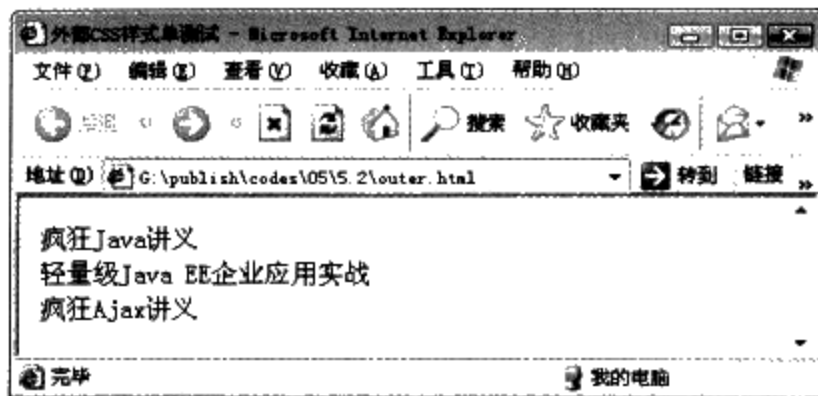 外部CSS样式单测试 - Microsoft Internet Explorer
文件(F) 编辑(E) 查看(V) 收藏(A) 工具(T) 帮助(H)
后退 搜索 收藏夹 »
地址(D) G:\publish\codes\05\5.2\outer.html 转到 链接 »
疯狂Java讲义
轻量级Java EE企业应用实战
疯狂Ajax讲义
完毕 我的电脑